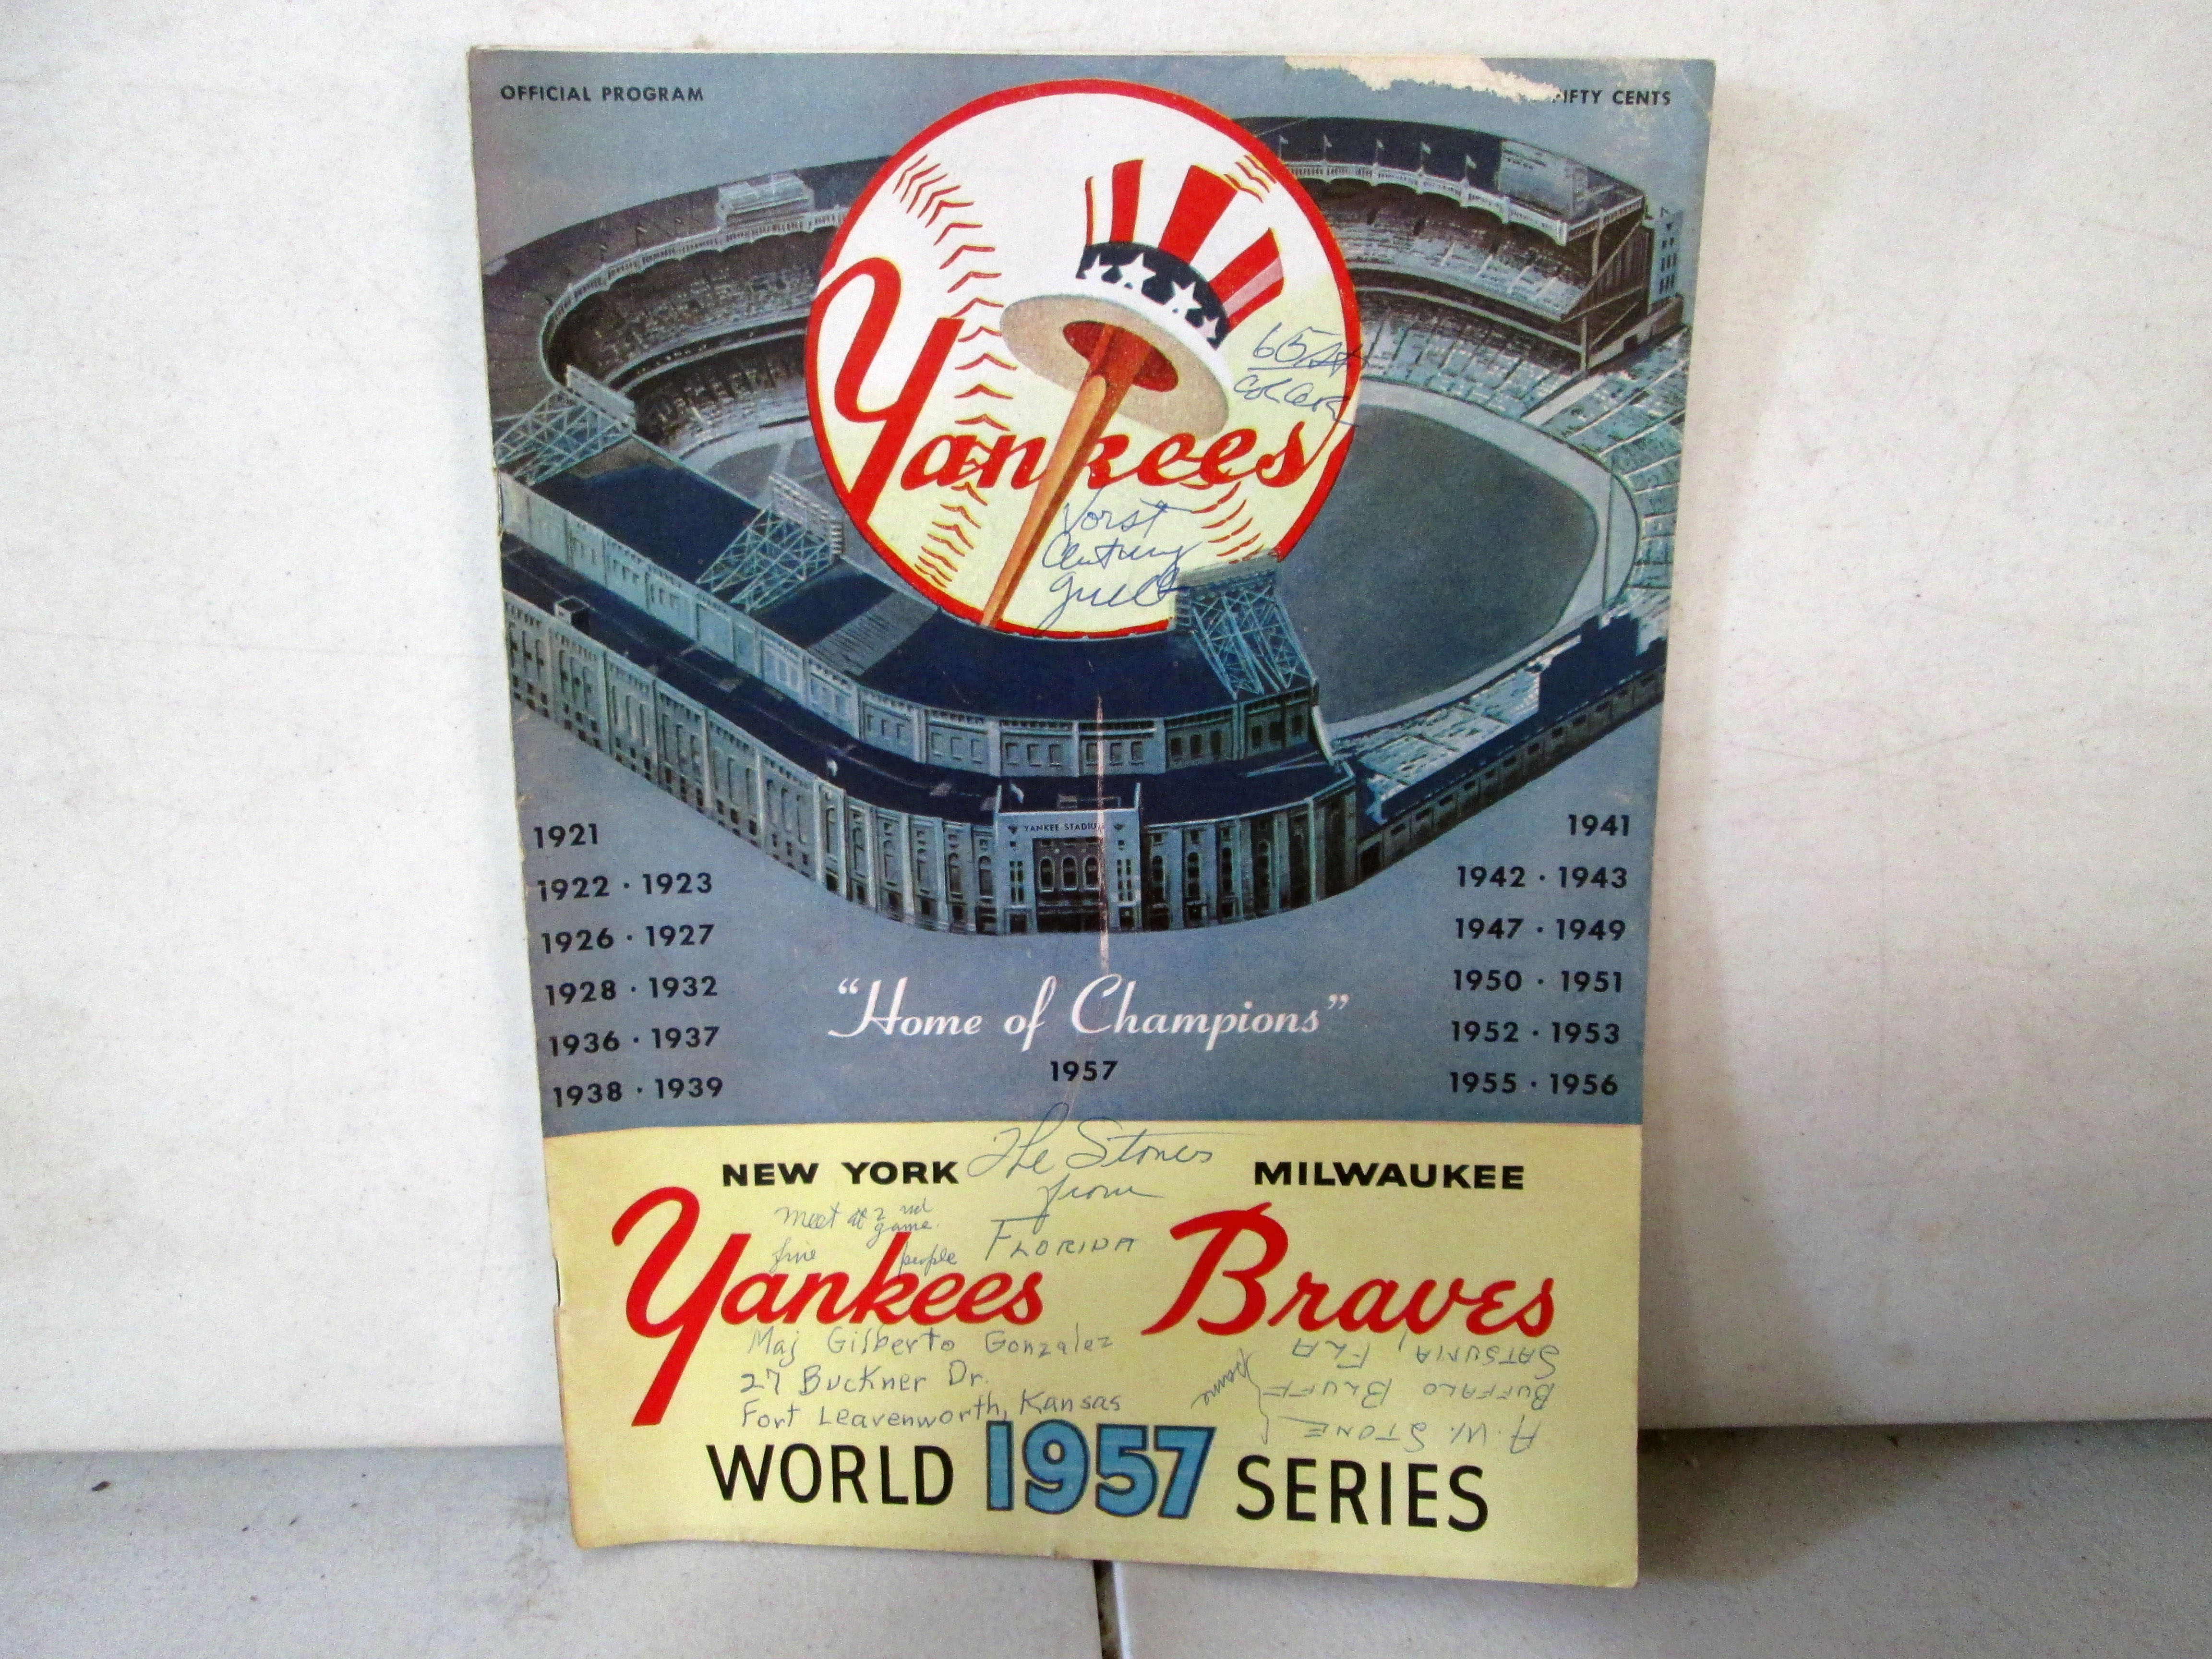 OFFICIAL PROGRAM
FIFTY CENTS
Yankees
65 St
Vorst
YANKEE STADIUM
1921
1922 · 1923
1926 · 1927
1928 · 1932
1936 · 1937
1938 · 1939
1941
1942 · 1943
1947 · 1949
1950 · 1951
1952 · 1953
1955 · 1956
"Home of Champions"
1957
The Stones
from
FLORIDA
NEW YORK
MILWAUKEE
Meet at 2nd
game.
fine people
Yankees
Braves
Maj Gilberto Gonzalez
27 Buckner Dr.
Fort Leavenworth, Kansas
A.W. STONE
BUFFALO BLUFF
SATSUMA, FLA
WORLD 1957 SERIES